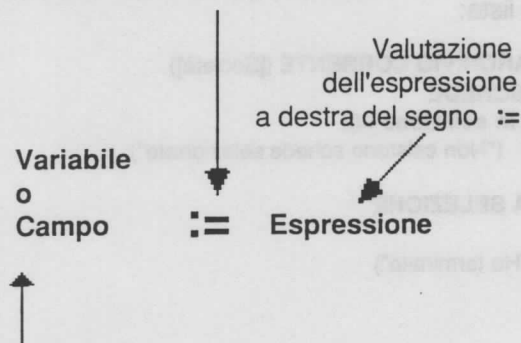 Valutazione
dell'espressione
a destra del segno :=
Variabile
o
Campo := Espressione